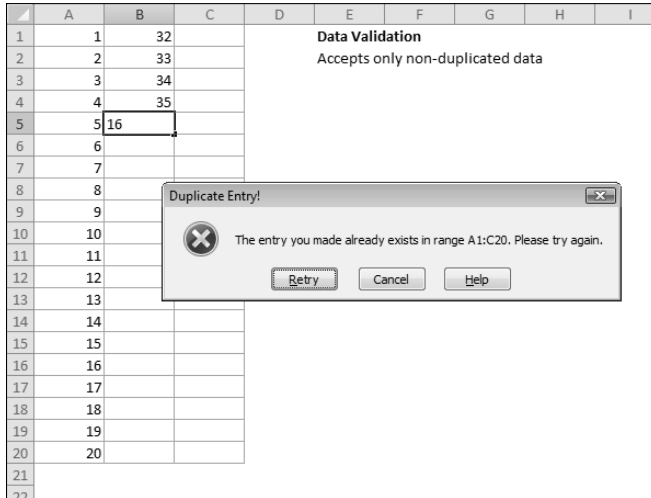 A B C D E F G H I
1 1 32 Data Validation
2 2 33 Accepts only non-duplicated data
3 3 34
4 4 35
5 5 16
6 6
7 7
8 8 Duplicate Entry!
9 9
10 10 The entry you made already exists in range A1:C20. Please try again.
11 11
12 12 Retry Cancel Help
13 13
14 14
15 15
16 16
17 17
18 18
19 19
20 20
21
22